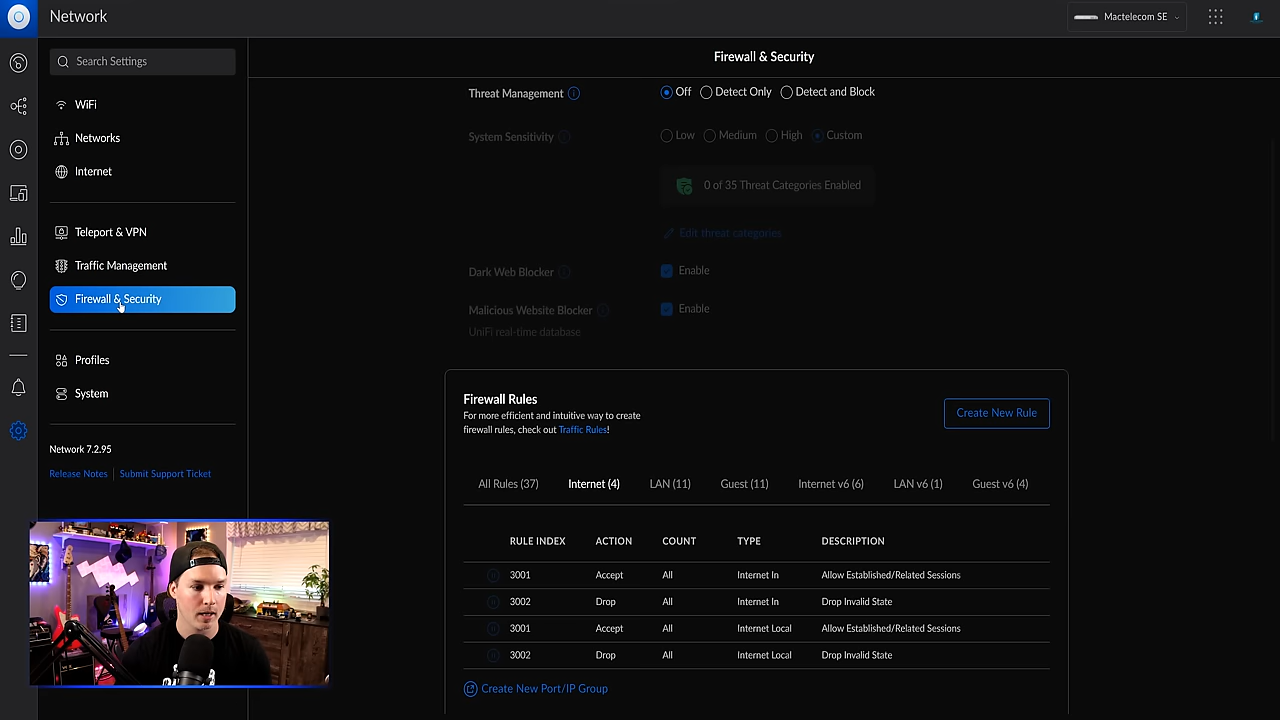 Network
Mactelecom SE
Search Settings
WiFi
Networks
Internet
Teleport & VPN
Traffic Management
Firewall & Security
Profiles
System
Network 7.2.95
Release Notes
Submit Support Ticket
Firewall & Security
Threat Management
Off
Detect Only
Detect and Block
System Sensitivity
Low
Medium
High
Custom
0 of 35 Threat Categories Enabled
Edit threat categories
Dark Web Blocker
Enable
Malicious Website Blocker
Enable
UniFi real-time database
Firewall Rules
For more efficient and intuitive way to create
firewall rules, check out Traffic Rules!
Create New Rule
All Rules (37) Internet (4) LAN (11) Guest (11) Internet v6 (6) LAN v6 (1) Guest v6 (4)
RULE INDEX ACTION COUNT TYPE DESCRIPTION
3001 Accept All Internet In Allow Established/Related Sessions
3002 Drop All Internet In Drop Invalid State
3001 Accept All Internet Local Allow Established/Related Sessions
3002 Drop All Internet Local Drop Invalid State
Create New Port/IP Group